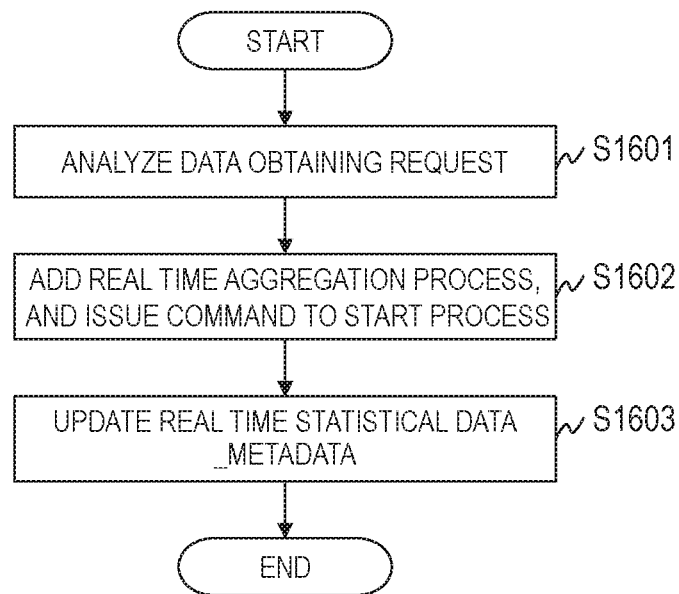 START
ANALYZE DATA OBTAINING REQUEST
S1601
ADD REAL TIME AGGREGATION PROCESS,
AND ISSUE COMMAND TO START PROCESS
S1602
UPDATE REAL TIME STATISTICAL DATA
_METADATA
S1603
END